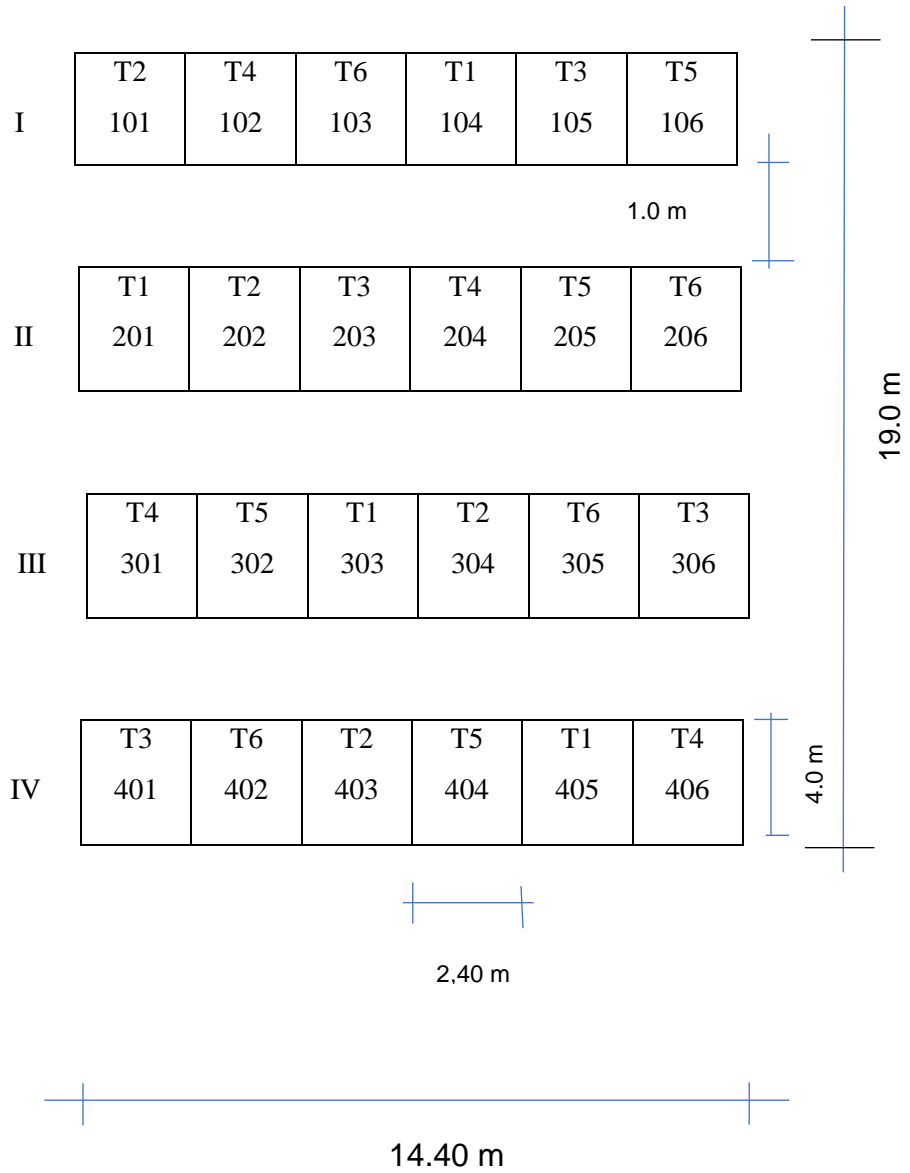 T2 T4 T6 T1 T3 T5
I 101 102 103 104 105 106
1.0 m
T1 T2 T3 T4 T5 T6
II 201 202 203 204 205 206
19.0 m
T4 T5 T1 T2 T6 T3
III 301 302 303 304 305 306
T3 T6 T2 T5 T1 T4
IV 401 402 403 404 405 406
4.0 m
2,40 m
14.40 m